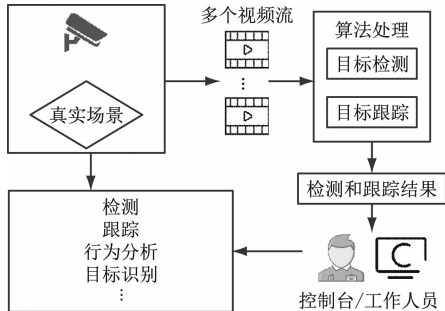 多个视频流
算法处理
目标检测
目标跟踪
真实场景
检测和跟踪结果
检测
跟踪
行为分析
目标识别
⋮
控制台/工作人员